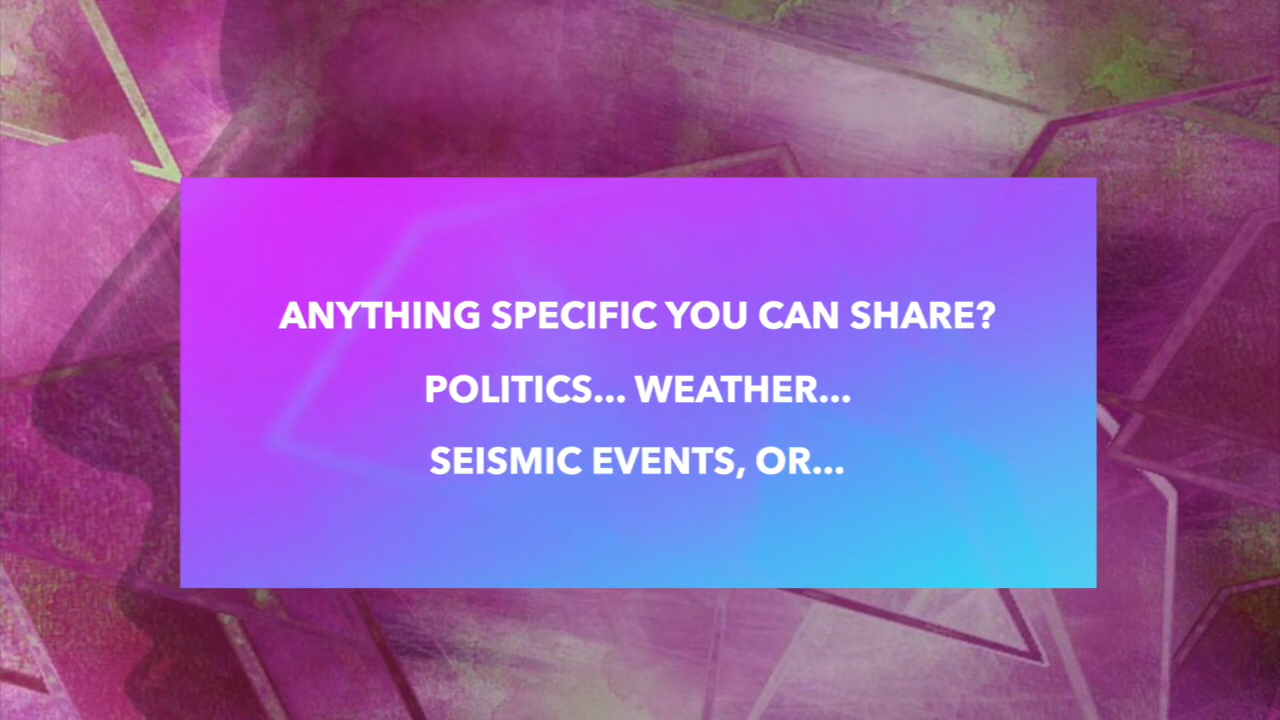 ANYTHING SPECIFIC YOU CAN SHARE?
POLITICS... WEATHER...
SEISMIC EVENTS, OR...